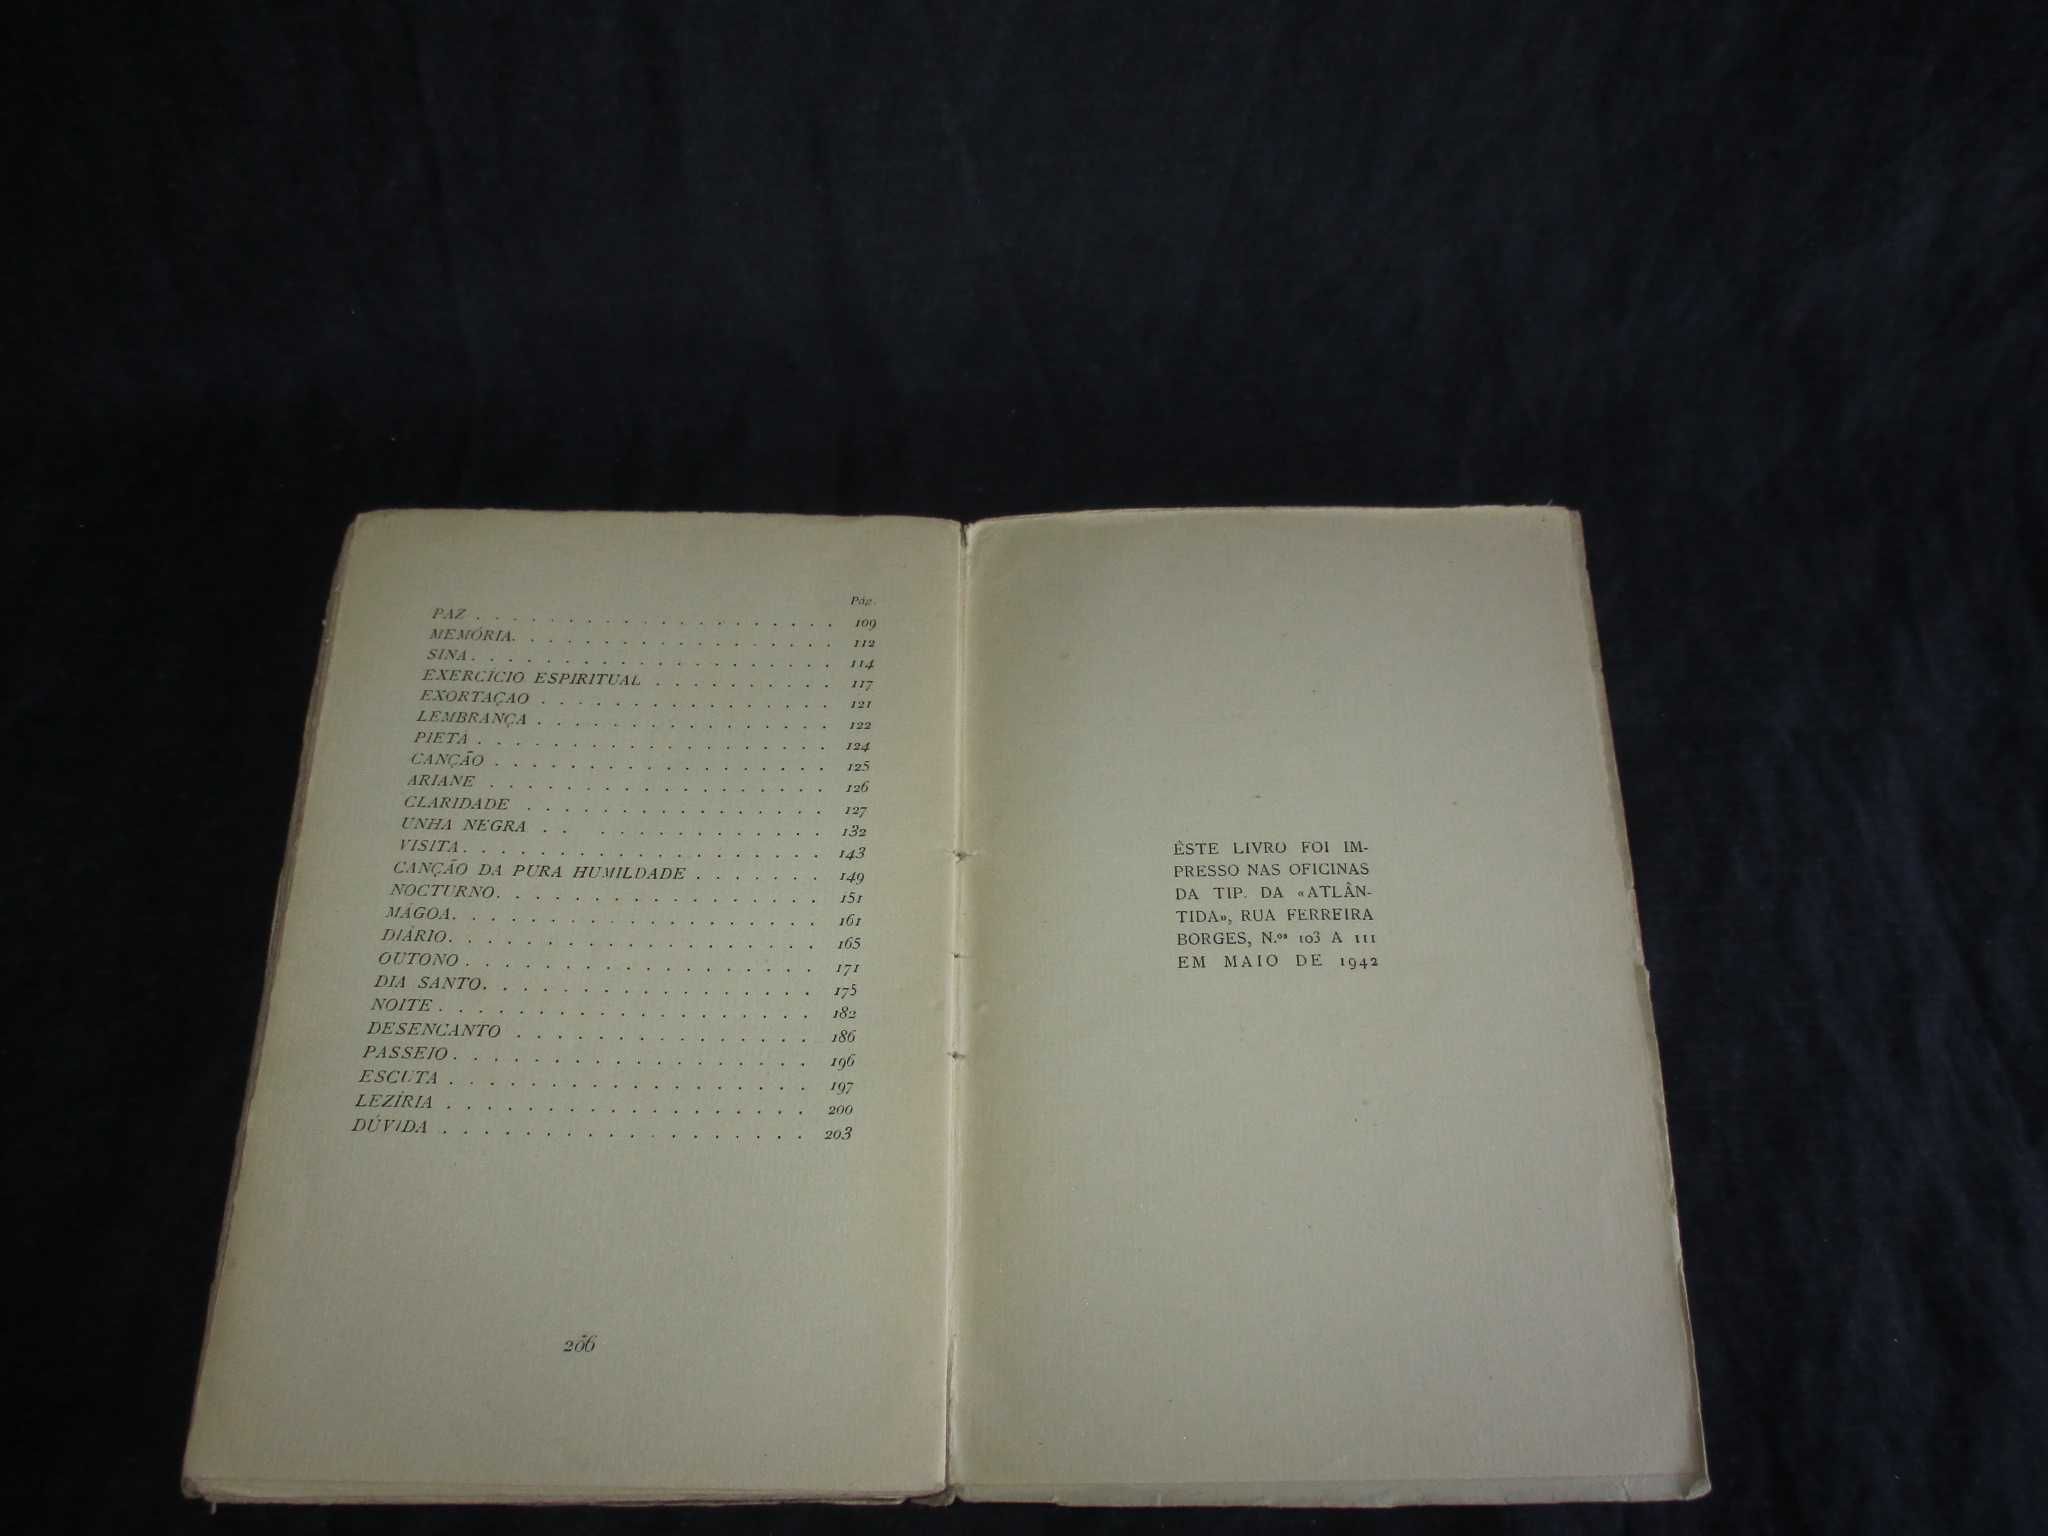 Pág.
PAZ . . . . . . . . . . . . . . . . . . . . 109
MEMÓRIA. . . . . . . . . . . . . . . . . . 112
SINA . . . . . . . . . . . . . . . . . . . . 114
EXERCÍCIO ESPIRITUAL . . . . . . . . . . 117
EXORTAÇAO . . . . . . . . . . . . . . . . 121
LEMBRANÇA . . . . . . . . . . . . . . . . 122
PIETÀ . . . . . . . . . . . . . . . . . . . 124
CANÇÃO . . . . . . . . . . . . . . . . . . 125
ARIANE . . . . . . . . . . . . . . . . . . 126
CLARIDADE . . . . . . . . . . . . . . . . 127
UNHA NEGRA . . . . . . . . . . . . . . 132
VISITA . . . . . . . . . . . . . . . . . . . 143
CANÇÃO DA PURA HUMILDADE . . . . . . . 149
NOCTURNO . . . . . . . . . . . . . . . . . 151
MÁGOA. . . . . . . . . . . . . . . . . . . 161
DIÁRIO. . . . . . . . . . . . . . . . . . . 165
OUTONO . . . . . . . . . . . . . . . . . . 171
DIA SANTO. . . . . . . . . . . . . . . . . 175
NOITE . . . . . . . . . . . . . . . . . . . 182
DESENCANTO . . . . . . . . . . . . . . . 186
PASSEIO . . . . . . . . . . . . . . . . . . 196
ESCUTA . . . . . . . . . . . . . . . . . . 197
LEZÍRIA . . . . . . . . . . . . . . . . . . 200
DÚVIDA . . . . . . . . . . . . . . . . . . 203
206
ÊSTE LIVRO FOI IM-
PRESSO NAS OFICINAS
DA TIP. DA «ATLÂN-
TIDA», RUA FERREIRA
BORGES, N.ºˢ 103 A 111
EM MAIO DE 1942